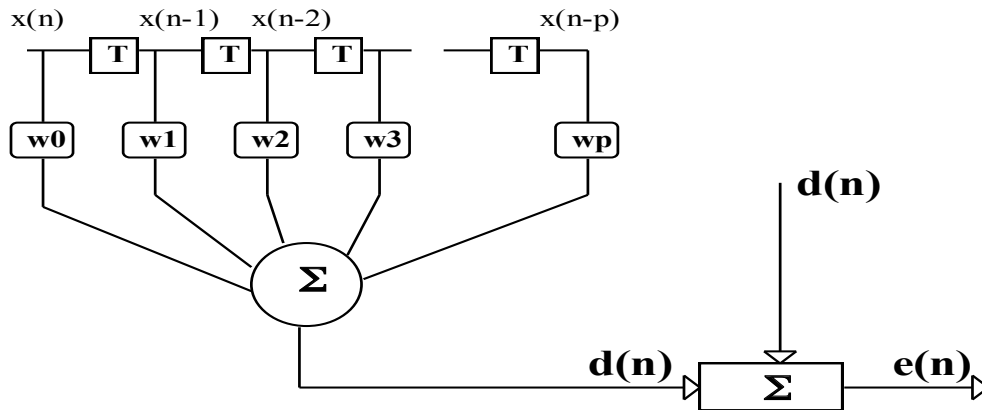 x(n) x(n-1) x(n-2) x(n-p)
T T T T
w0 w1 w2 w3 wp
d(n)
Σ
d(n) e(n)
Σ